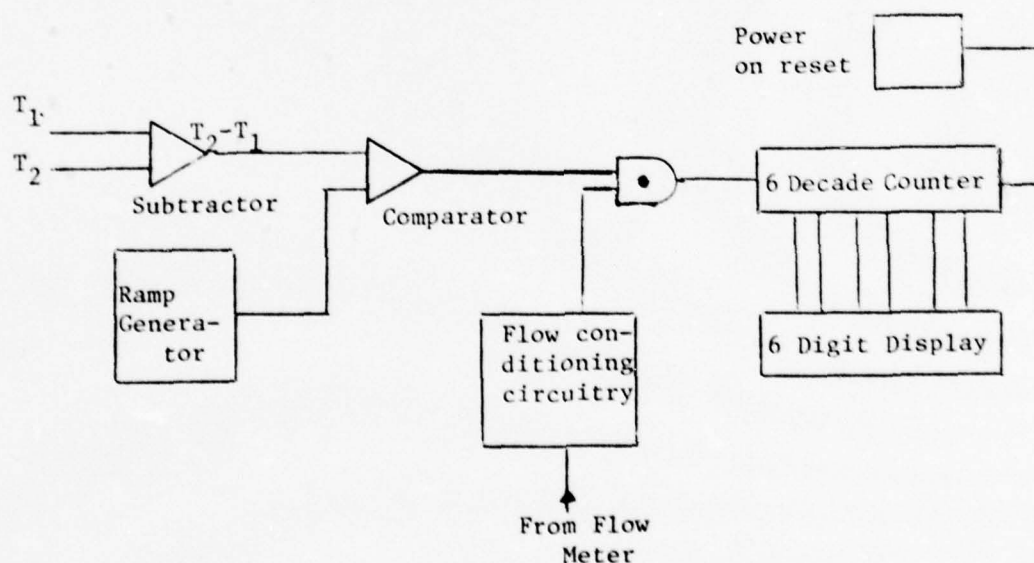 Power
on reset
T1
T2
T2-T1
Subtractor
Comparator
6 Decade Counter
Ramp
Genera-
tor
Flow con-
ditioning
circuitry
6 Digit Display
From Flow
Meter